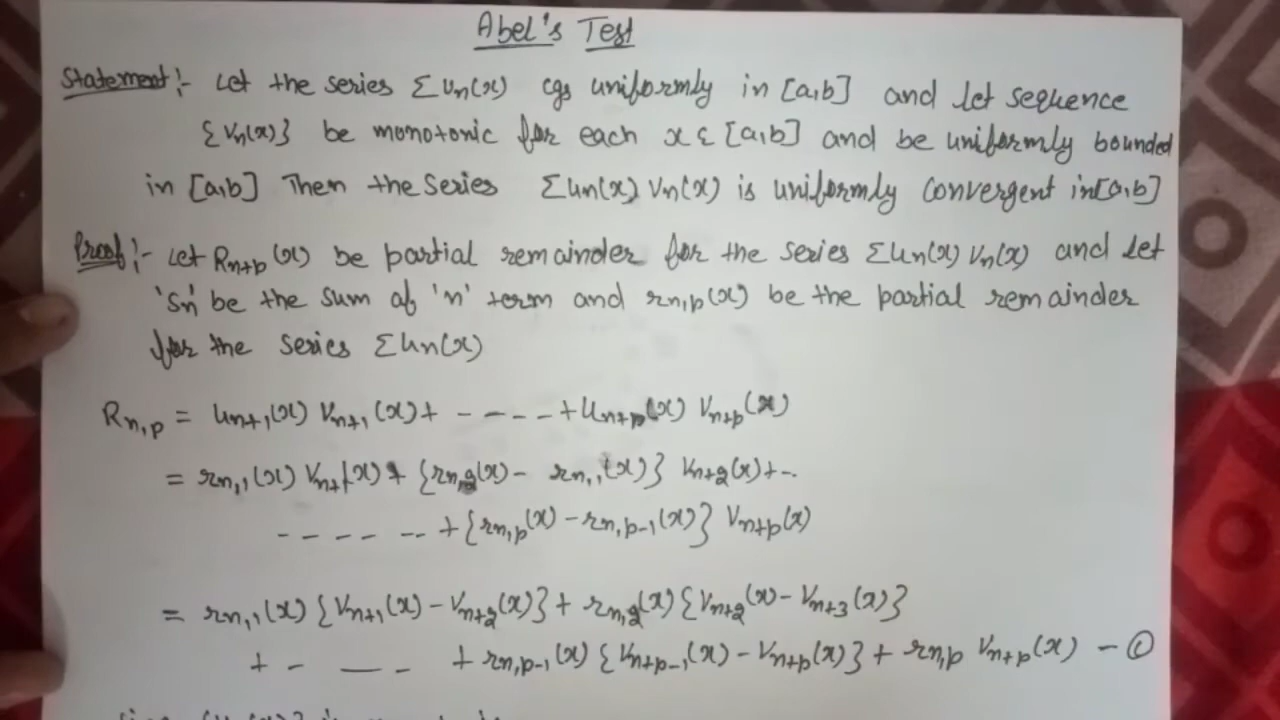 Abel's Test
Statement:- Let the series Σun(x) cgs uniformly in [a,b] and let sequence
{vn(x)} be monotonic for each x ε [a,b] and be uniformly bounded
in [a,b] Then the series Σun(x) vn(x) is uniformly convergent in[a,b]
Proof:- Let Rn+p(x) be partial remainder for the series Σun(x) vn(x) and let
'Sn' be the sum of 'n' term and rn,p(x) be the partial remainder
for the series Σun(x)
Rn,p = un+1(x) vn+1(x)+ - - - - - +un+p(x) vn+p(x)
= rn,1(x) vn+1(x) + {rn,2(x) - rn,1(x)} vn+2(x)+-.
- - - - -- +{rn,p(x) - rn,p-1(x)} vn+p(x)
= rn,1(x) {vn+1(x) - vn+2(x)} + rn,2(x) {vn+2(x) - vn+3(x)}
+ - — - - + rn,p-1(x) {vn+p-1(x) - vn+p(x)} + rn,p vn+p(x) - ①